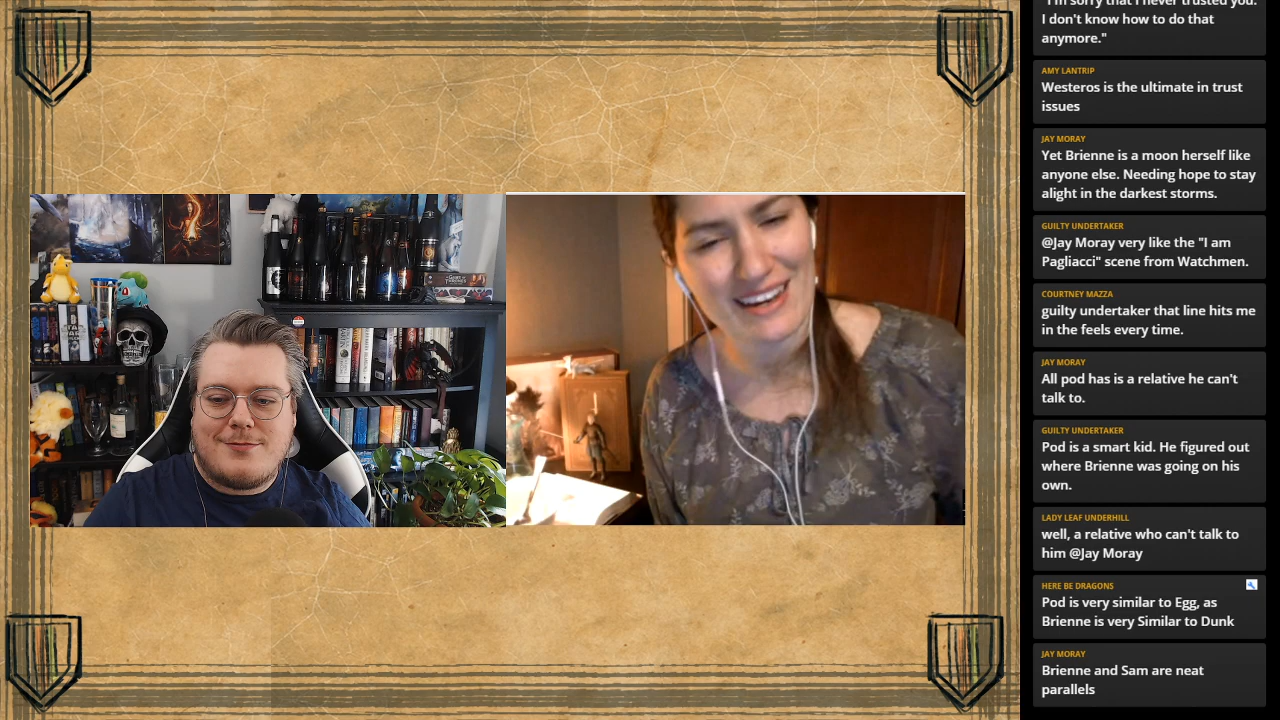 "I'm sorry that I never trusted you.
I don't know how to do that
anymore."
AMY LANTRIP
Westeros is the ultimate in trust
issues
JAY MORAY
Yet Brienne is a moon herself like
anyone else. Needing hope to stay
alight in the darkest storms.
GUILTY UNDERTAKER
@Jay Moray very like the "I am
Pagliacci" scene from Watchmen.
COURTNEY MAZZA
guilty undertaker that line hits me
in the feels every time.
JAY MORAY
All pod has is a relative he can't
talk to.
GUILTY UNDERTAKER
Pod is a smart kid. He figured out
where Brienne was going on his
own.
LADY LEAF UNDERHILL
well, a relative who can't talk to
him @Jay Moray
HERE BE DRAGONS
Pod is very similar to Egg, as
Brienne is very Similar to Dunk
JAY MORAY
Brienne and Sam are neat
parallels